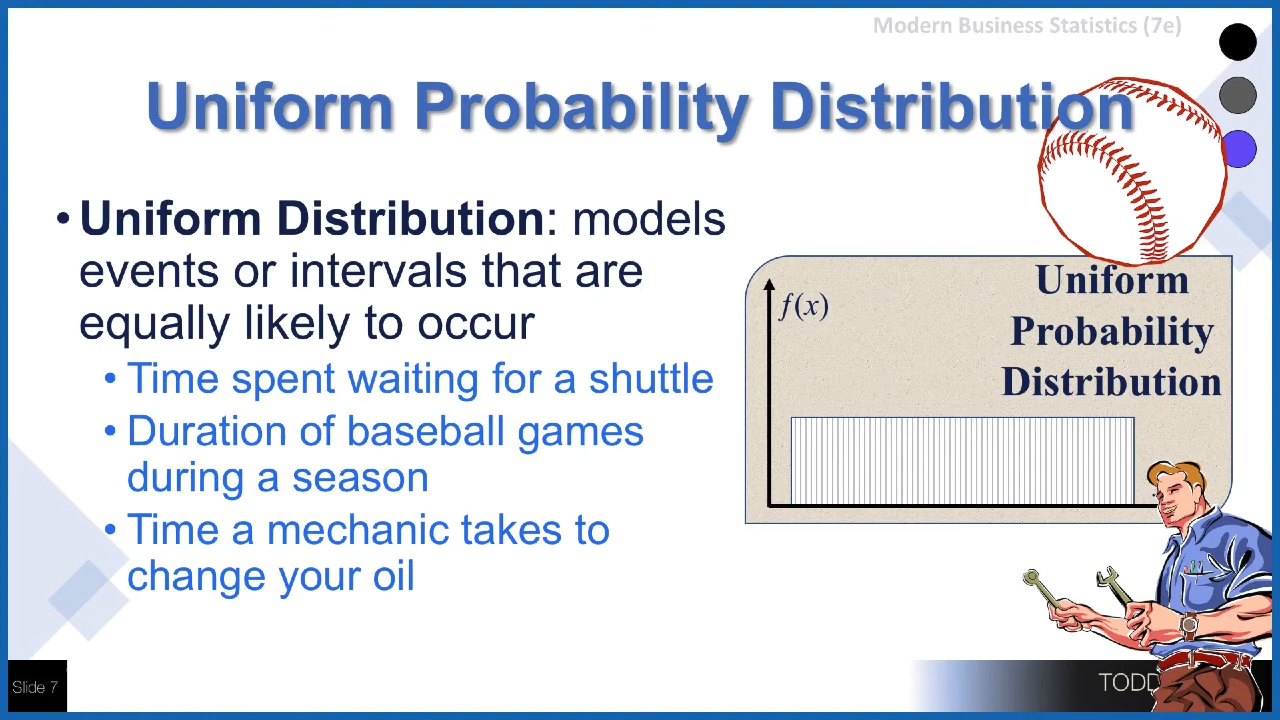 Modern Business Statistics (7e)
Uniform Probability Distribution
• Uniform Distribution: models
events or intervals that are
equally likely to occur
• Time spent waiting for a shuttle
• Duration of baseball games
during a season
• Time a mechanic takes to
change your oil
f(x)
Uniform
Probability
Distribution
Slide 7
TODD